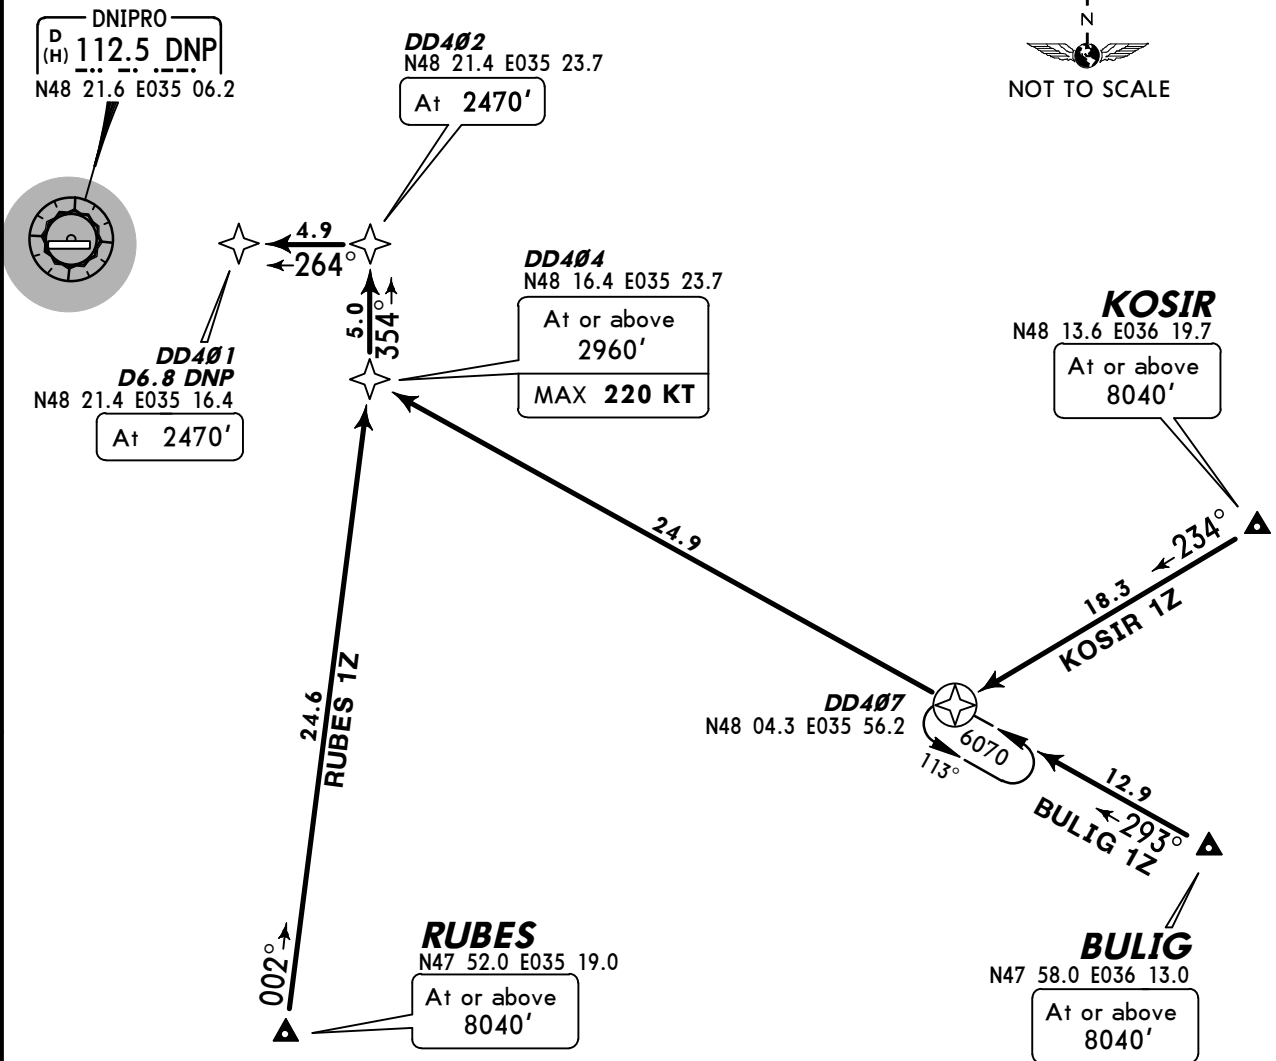 DNIPRO
D
(H) 112.5 DNP
N48 21.6 E035 06.2
DD4Ø2
N48 21.4 E035 23.7
At 2470'
N
NOT TO SCALE
4.9
264°
5.0
354°
DD4Ø4
N48 16.4 E035 23.7
At or above
2960'
MAX 220 KT
DD4Ø1
D6.8 DNP
N48 21.4 E035 16.4
At 2470'
KOSIR
N48 13.6 E036 19.7
At or above
8040'
234°
18.3
KOSIR 1Z
24.9
24.6
RUBES 1Z
DD4Ø7
N48 04.3 E035 56.2
6070
113°
12.9
293°
BULIG 1Z
002°
RUBES
N47 52.0 E035 19.0
At or above
8040'
BULIG
N47 58.0 E036 13.0
At or above
8040'